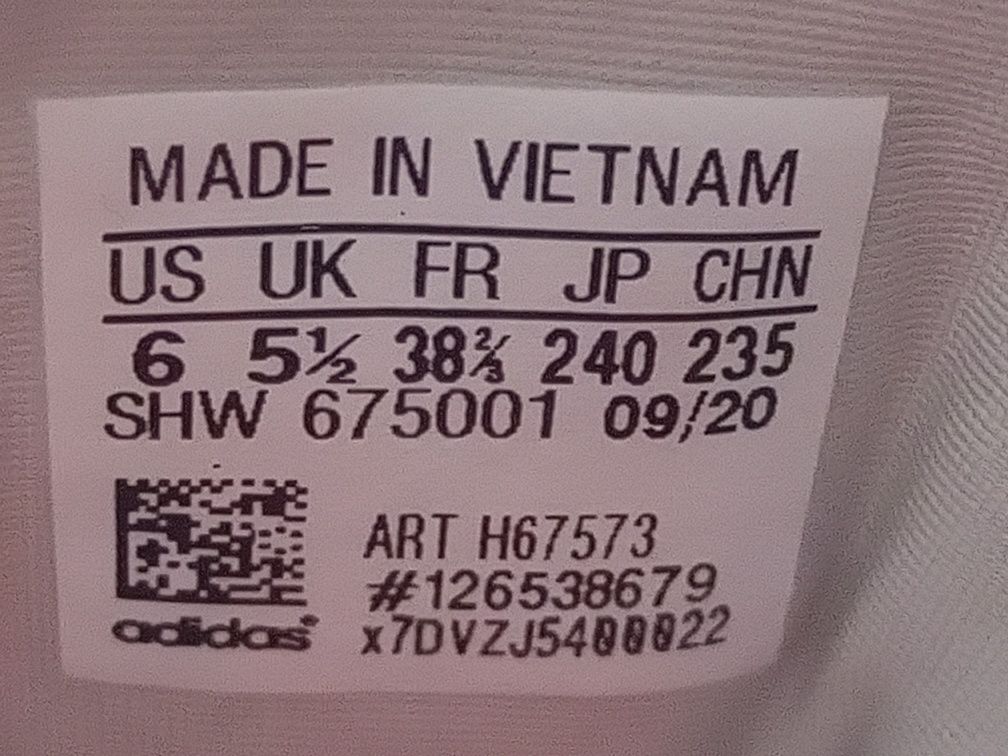 MADE IN VIETNAM
US UK FR JP CHN
6 5½ 38⅔ 240 235
SHW 675001 09/20
ART H67573
#126538679
x7DVZJ5400022
adidas